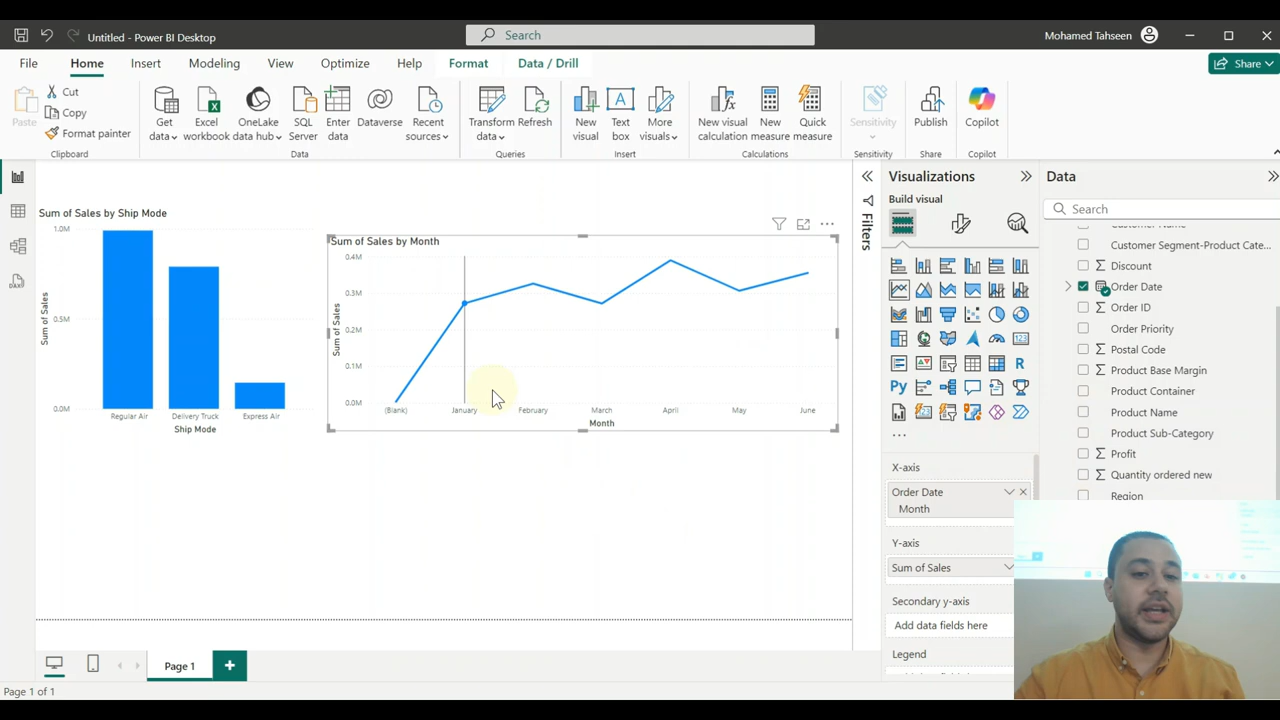 Untitled - Power BI Desktop
Search
Mohamed Tahseen
File
Home
Insert
Modeling
View
Optimize
Help
Format
Data / Drill
Share
Paste
Cut
Copy
Format painter
Clipboard
Get data
Excel workbook
OneLake data hub
SQL Server
Enter data
Dataverse
Recent sources
Data
Transform data
Refresh
Queries
New visual
Text box
More visuals
Insert
New visual calculation
New measure
Quick measure
Calculations
Sensitivity
Sensitivity
Publish
Share
Copilot
Copilot
Sum of Sales by Ship Mode
1.0M
0.5M
0.0M
Sum of Sales
Regular Air
Delivery Truck
Express Air
Ship Mode
Sum of Sales by Month
0.4M
0.3M
0.2M
0.1M
0.0M
Sum of Sales
(Blank)
January
February
March
April
May
June
Month
Filters
Visualizations
Build visual
R
Py
123
X-axis
Order Date
Month
Y-axis
Sum of Sales
Secondary y-axis
Add data fields here
Legend
Data
Search
Customer Segment-Product Cate...
Discount
Order Date
Order ID
Order Priority
Postal Code
Product Base Margin
Product Container
Product Name
Product Sub-Category
Profit
Quantity ordered new
Region
Page 1
Page 1 of 1